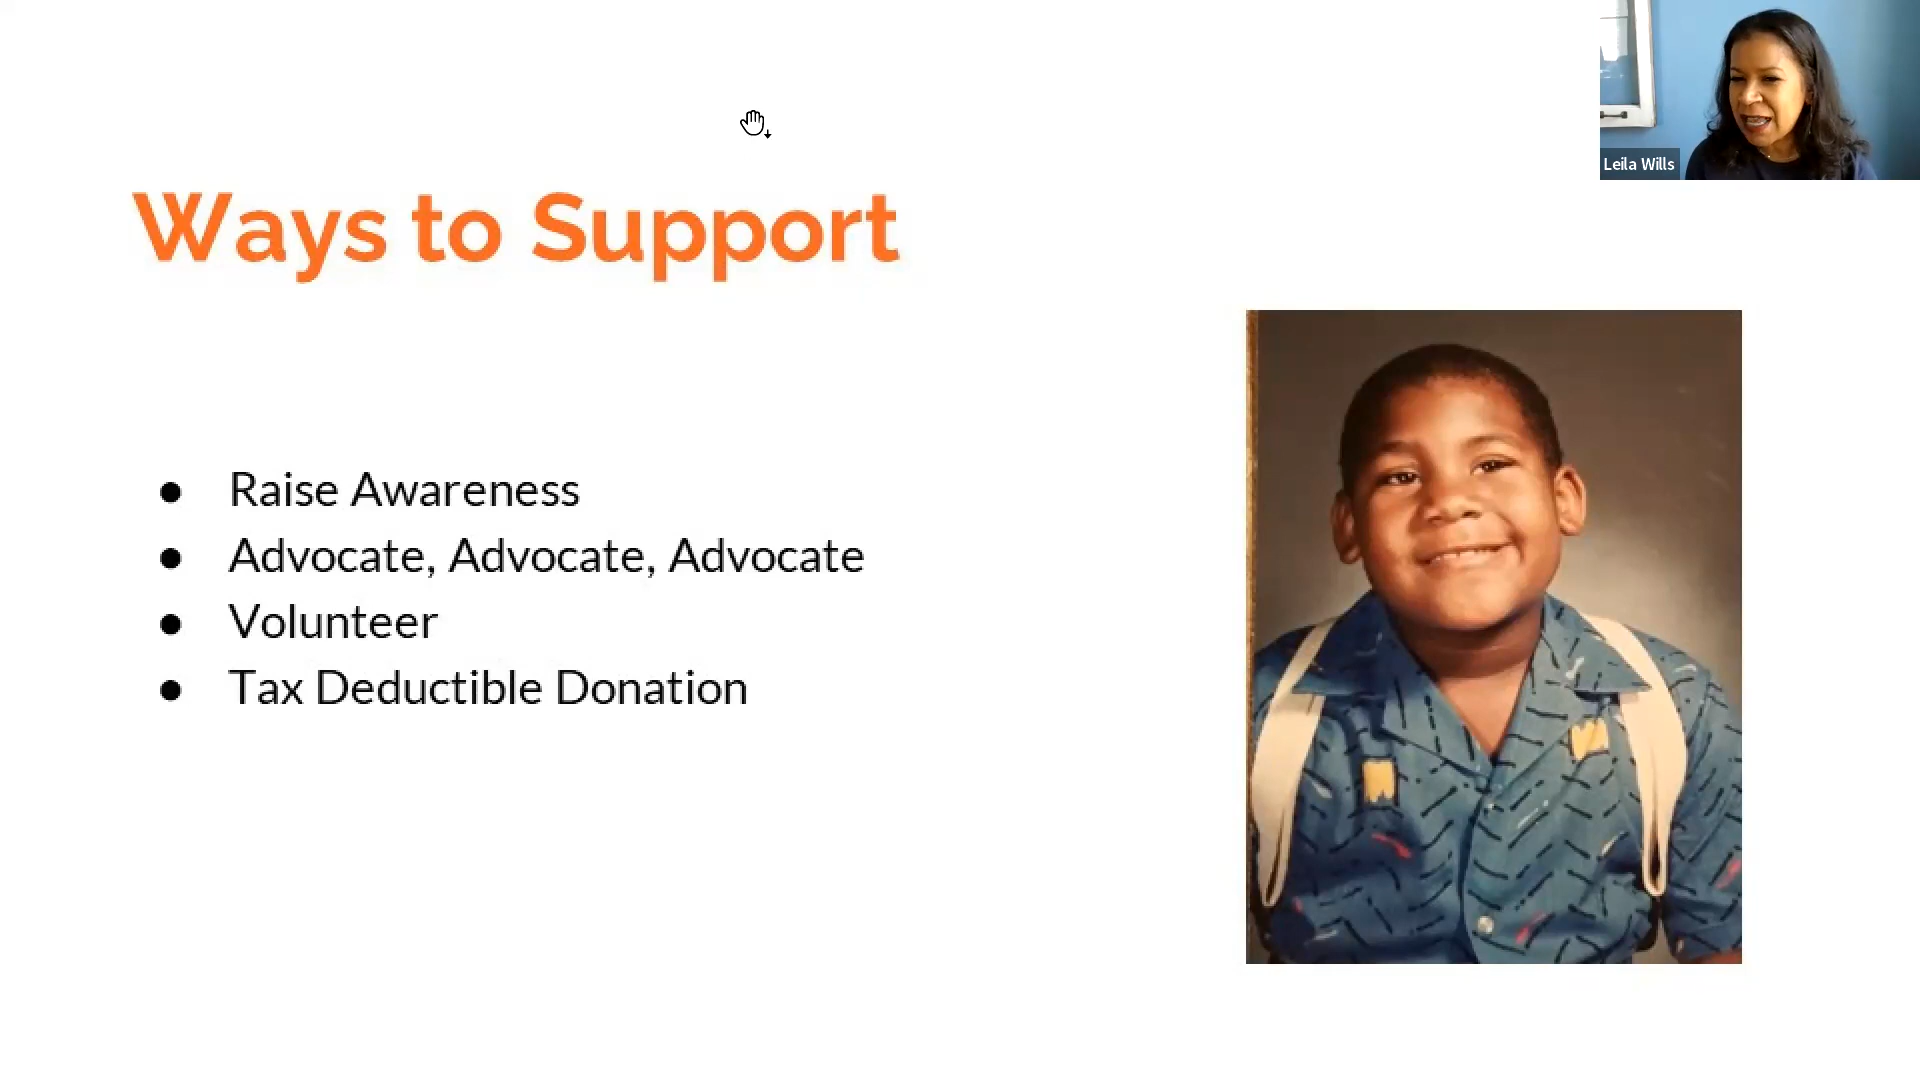 Leila Wills
Ways to Support
Raise Awareness
Advocate, Advocate, Advocate
Volunteer
Tax Deductible Donation